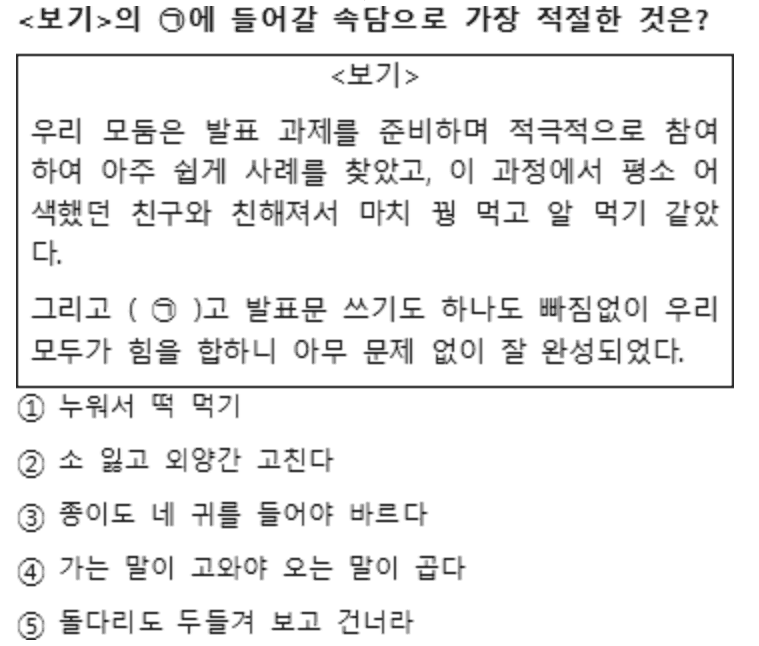 <보기>의 ㉠에 들어갈 속담으로 가장 적절한 것은?
<보기>
우리 모둠은 발표 과제를 준비하며 적극적으로 참여
하여 아주 쉽게 사례를 찾았고, 이 과정에서 평소 어
색했던 친구와 친해져서 마치 꿩 먹고 알 먹기 같았
다.
그리고 ( ㉠ )고 발표문 쓰기도 하나도 빠짐없이 우리
모두가 힘을 합하니 아무 문제 없이 잘 완성되었다.
① 누워서 떡 먹기
② 소 잃고 외양간 고친다
③ 종이도 네 귀를 들어야 바르다
④ 가는 말이 고와야 오는 말이 곱다
⑤ 돌다리도 두들겨 보고 건너라